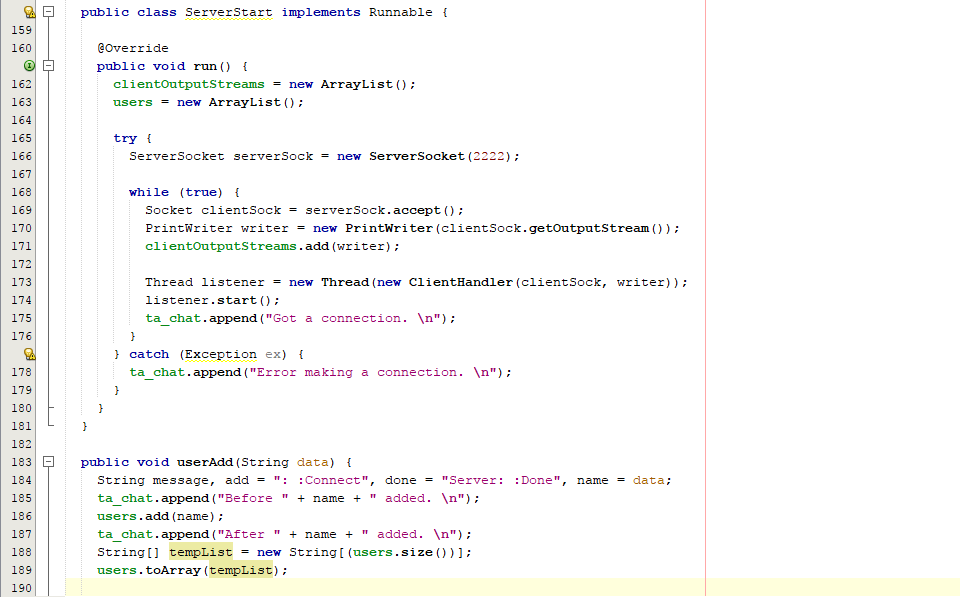 public class ServerStart implements Runnable {
159
160 @Override
public void run() {
162 clientOutputStreams = new ArrayList();
163 users = new ArrayList();
164
165 try {
166 ServerSocket serverSock = new ServerSocket(2222);
167
168 while (true) {
169 Socket clientSock = serverSock.accept();
170 PrintWriter writer = new PrintWriter(clientSock.getOutputStream());
171 clientOutputStreams.add(writer);
172
173 Thread listener = new Thread(new ClientHandler(clientSock, writer));
174 listener.start();
175 ta_chat.append("Got a connection. \n");
176 }
} catch (Exception ex) {
178 ta_chat.append("Error making a connection. \n");
179 }
180 }
181 }
182
183 public void userAdd(String data) {
184 String message, add = ": :Connect", done = "Server: :Done", name = data;
185 ta_chat.append("Before " + name + " added. \n");
186 users.add(name);
187 ta_chat.append("After " + name + " added. \n");
188 String[] tempList = new String[(users.size())];
189 users.toArray(tempList);
190